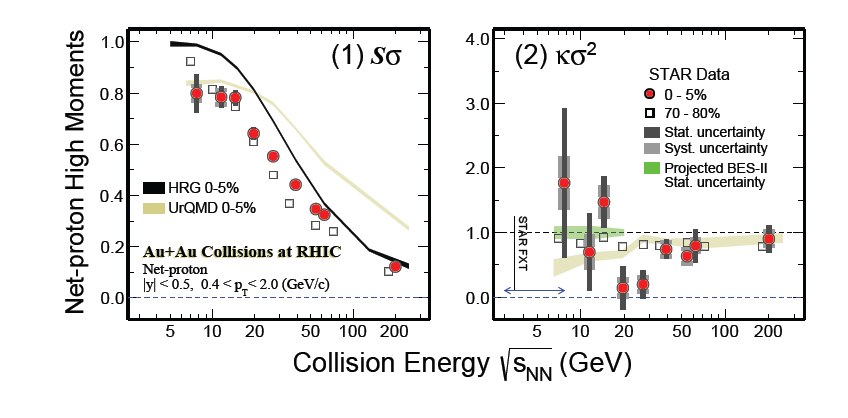 Net-proton High Moments
1.0
0.8
0.6
0.4
0.2
0.0
(1) Sσ
HRG 0-5%
UrQMD 0-5%
Au+Au Collisions at RHIC
Net-proton
|y| < 0.5, 0.4 < p_T < 2.0 (GeV/c)
5 10 20 50 100 200
4.0
3.0
2.0
1.0
0.0
(2) κσ²
STAR Data
0 - 5%
70 - 80%
Stat. uncertainty
Syst. uncertainty
Projected BES-II
Stat. uncertainty
STAR FXT
5 10 20 50 100 200
Collision Energy √s_NN (GeV)